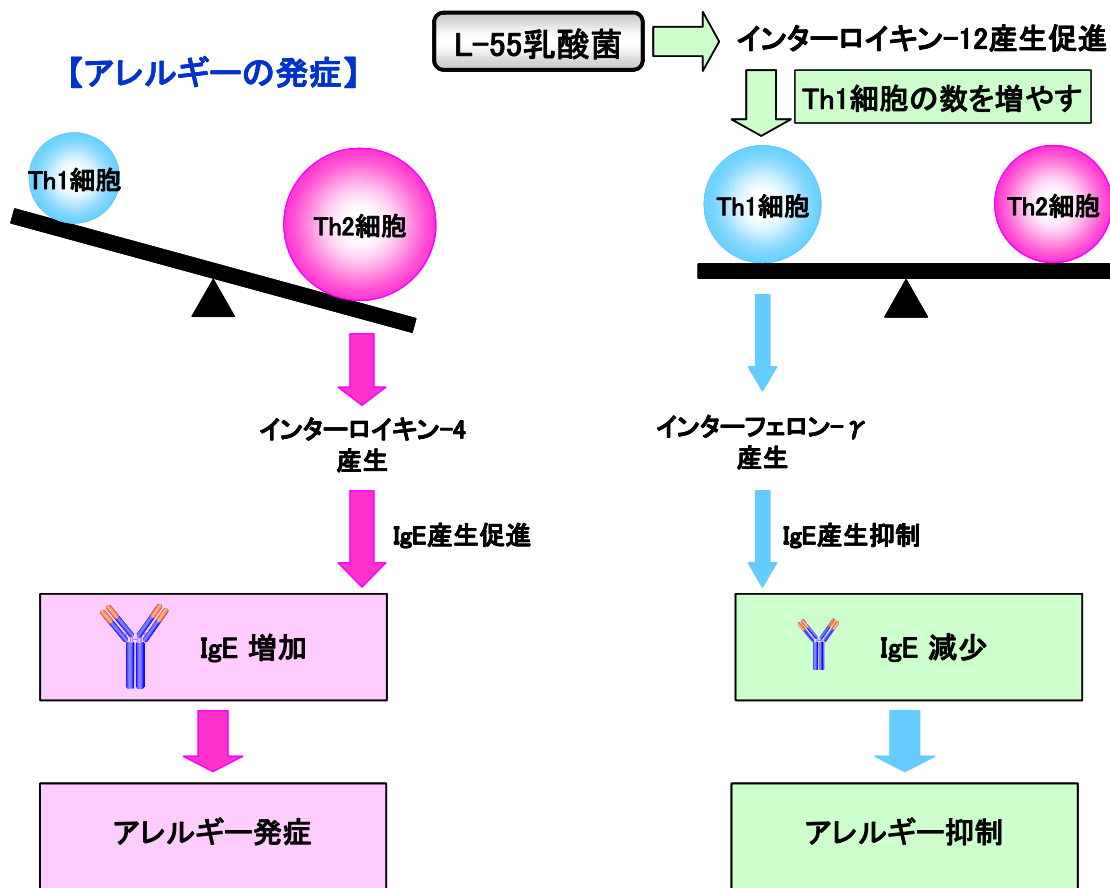 L-55乳酸菌
インターロイキン-12産生促進
【アレルギーの発症】
Th1細胞の数を増やす
Th1細胞
Th2細胞
Th1細胞
Th2細胞
インターロイキン-4
産生
インターフェロン-γ
産生
IgE産生促進
IgE産生抑制
IgE 増加
IgE 減少
アレルギー発症
アレルギー抑制